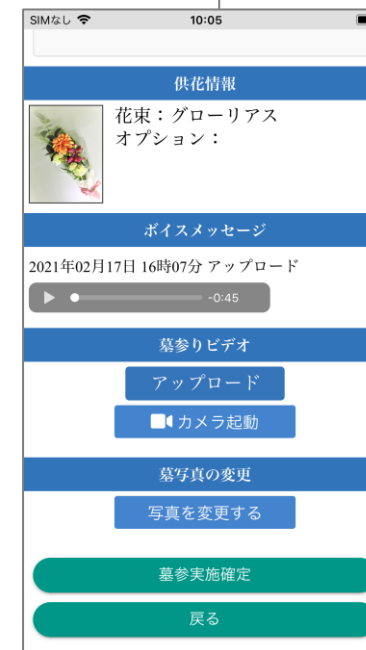 SIMなし 10:05
供花情報
花束：グローリアス
オプション：
ボイスメッセージ
2021年02月17日 16時07分 アップロード
-0:45
墓参りビデオ
アップロード
カメラ起動
墓写真の変更
写真を変更する
墓参実施確定
戻る